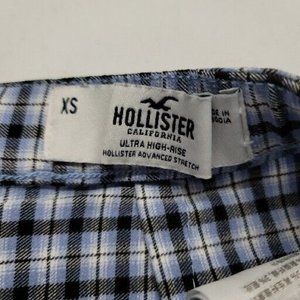 XS
HOLLISTER
CALIFORNIA
ULTRA HIGH-RISE
HOLLISTER ADVANCED STRETCH